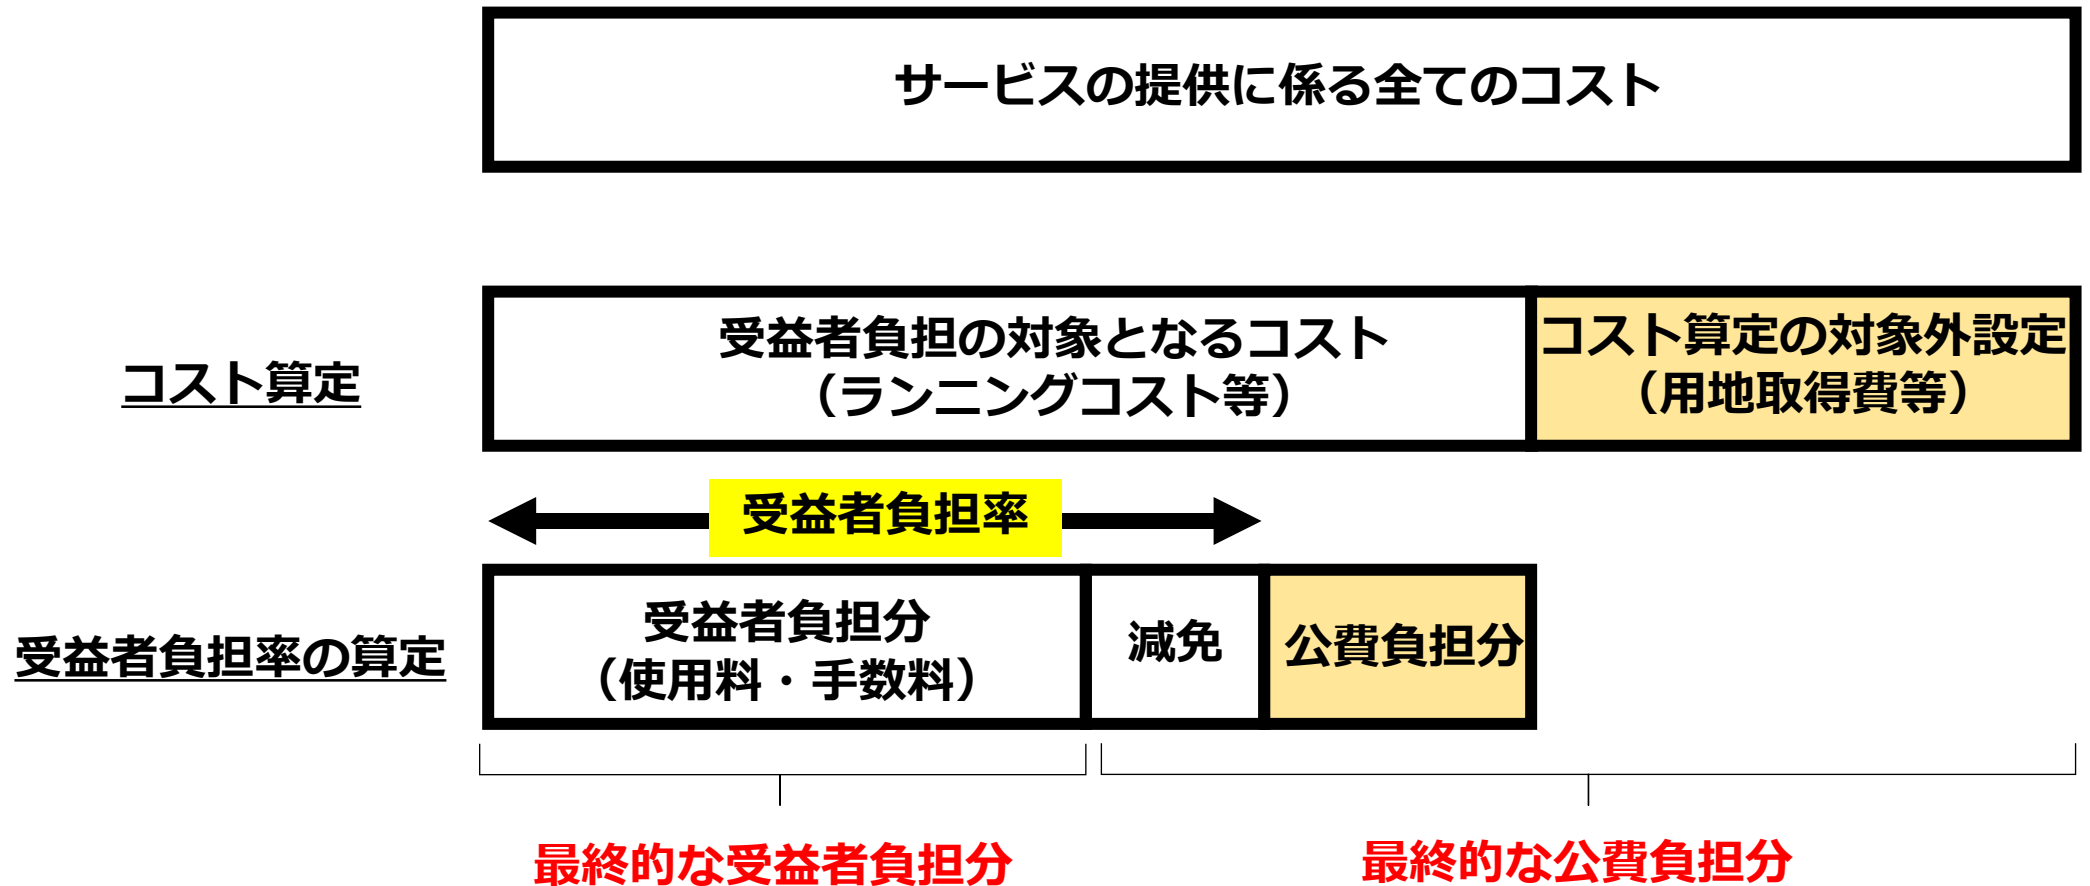 サービスの提供に係る全てのコスト
コスト算定
受益者負担の対象となるコスト
（ランニングコスト等）
コスト算定の対象外設定
（用地取得費等）
受益者負担率
受益者負担率の算定
受益者負担分
（使用料・手数料）
減免
公費負担分
最終的な受益者負担分
最終的な公費負担分